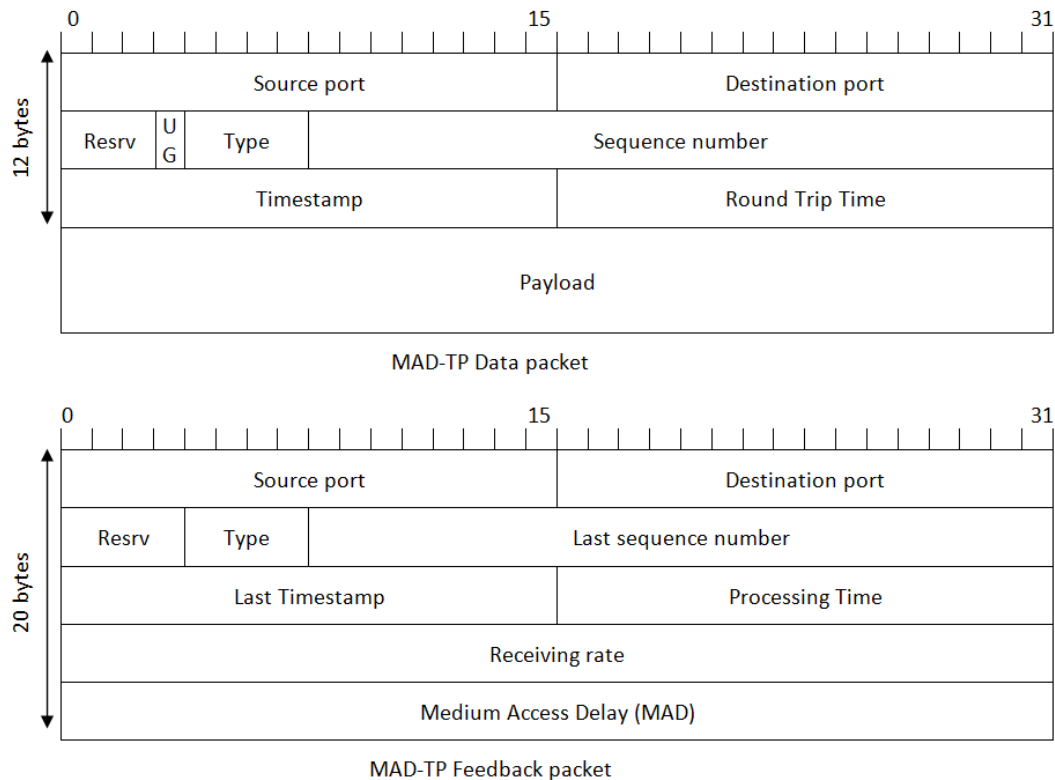 0 15 31
Source port Destination port
Resrv UG Type Sequence number
12 bytes
Timestamp Round Trip Time
Payload
MAD-TP Data packet
0 15 31
Source port Destination port
Resrv Type Last sequence number
20 bytes
Last Timestamp Processing Time
Receiving rate
Medium Access Delay (MAD)
MAD-TP Feedback packet